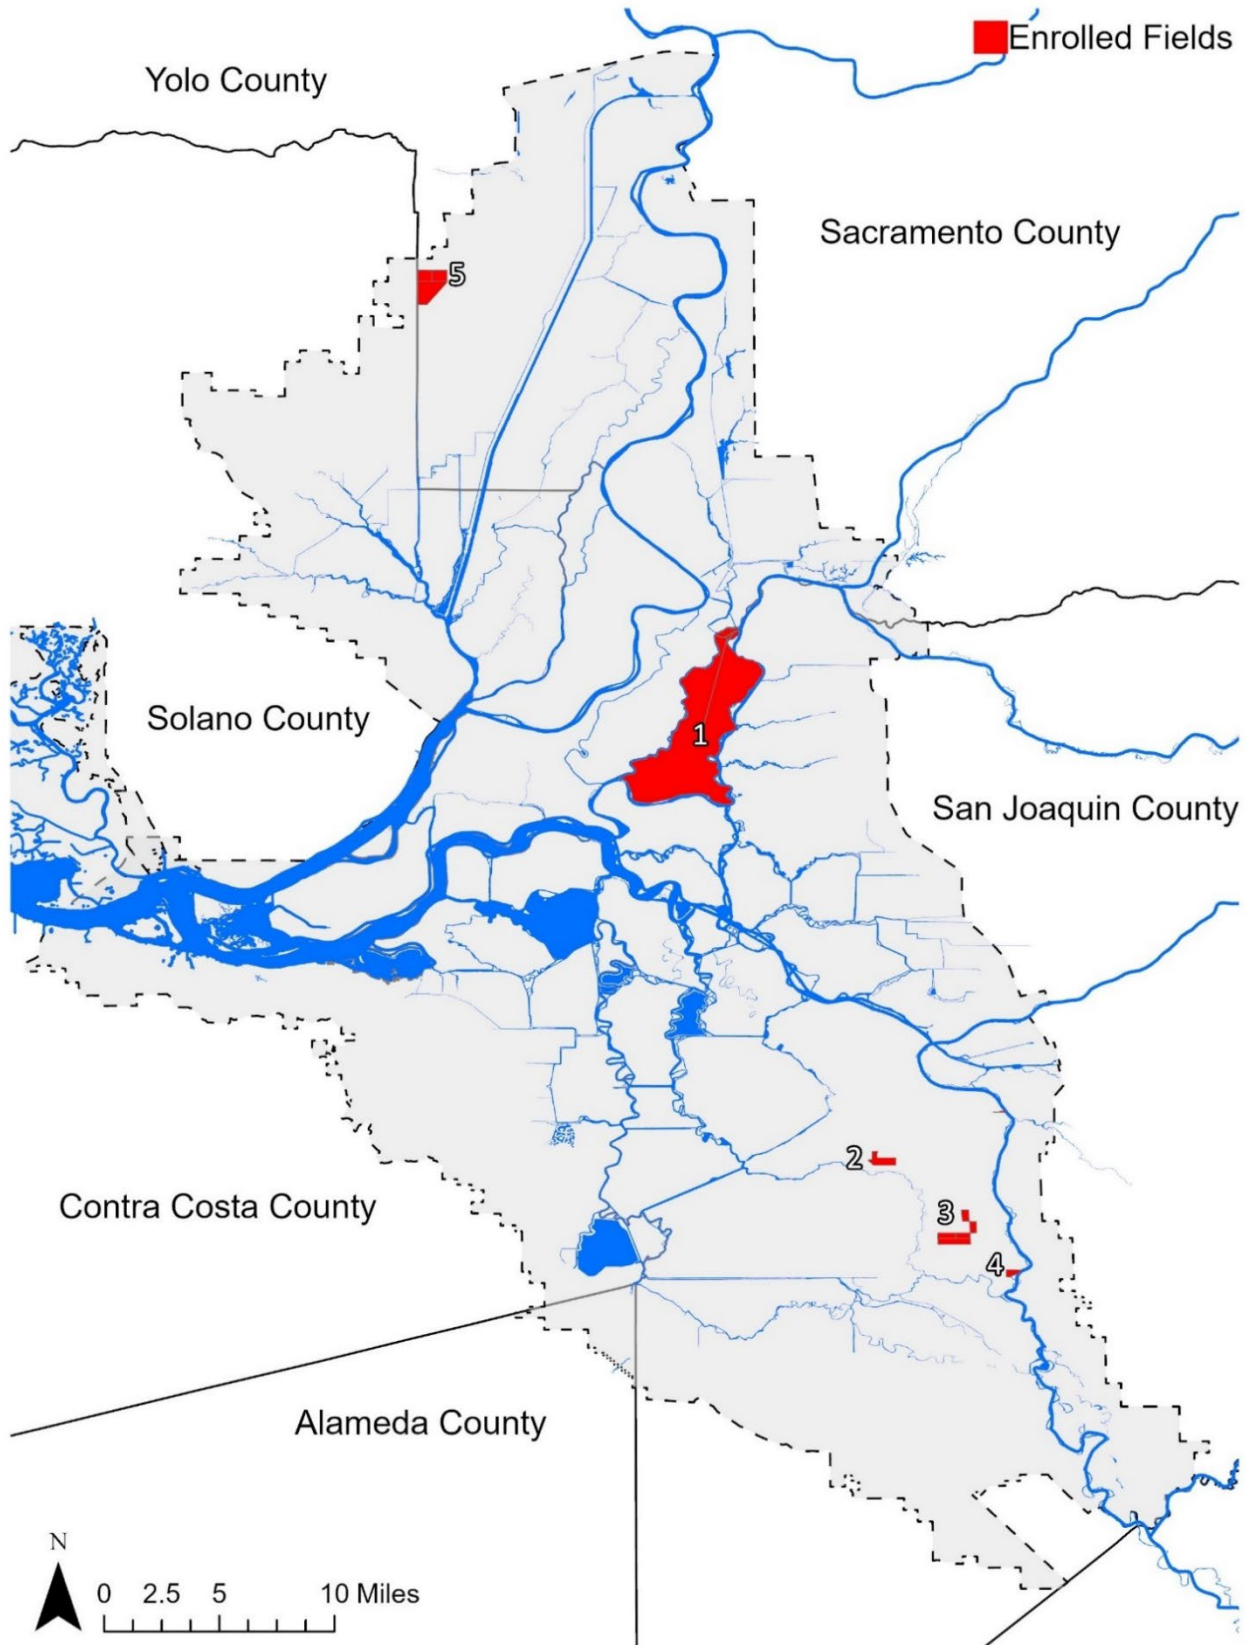 Enrolled Fields
Yolo County
Sacramento County
5
Solano County
1
San Joaquin County
2
Contra Costa County
3
4
Alameda County
N
0 2.5 5 10 Miles